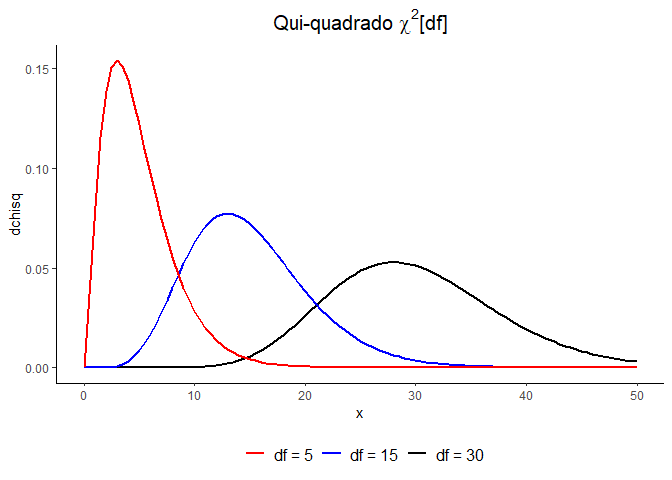 Qui-quadrado χ²[df]
dchisq
0.15
0.10
0.05
0.00
0 10 20 30 40 50
x
df = 5 df = 15 df = 30